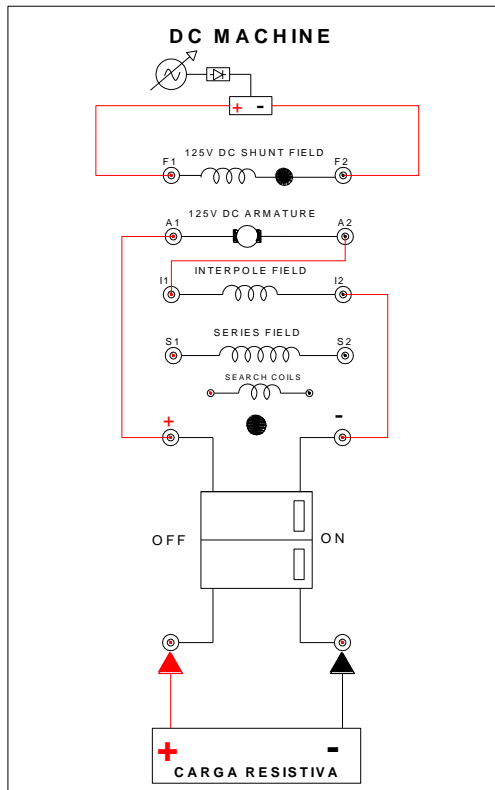 DC MACHINE
+ -
125V DC SHUNT FIELD
F1 F2
125V DC ARMATURE
A1 A2
INTERPOLE FIELD
I1 I2
SERIES FIELD
S1 S2
SEARCH COILS
+ -
OFF ON
+ -
CARGA RESISTIVA